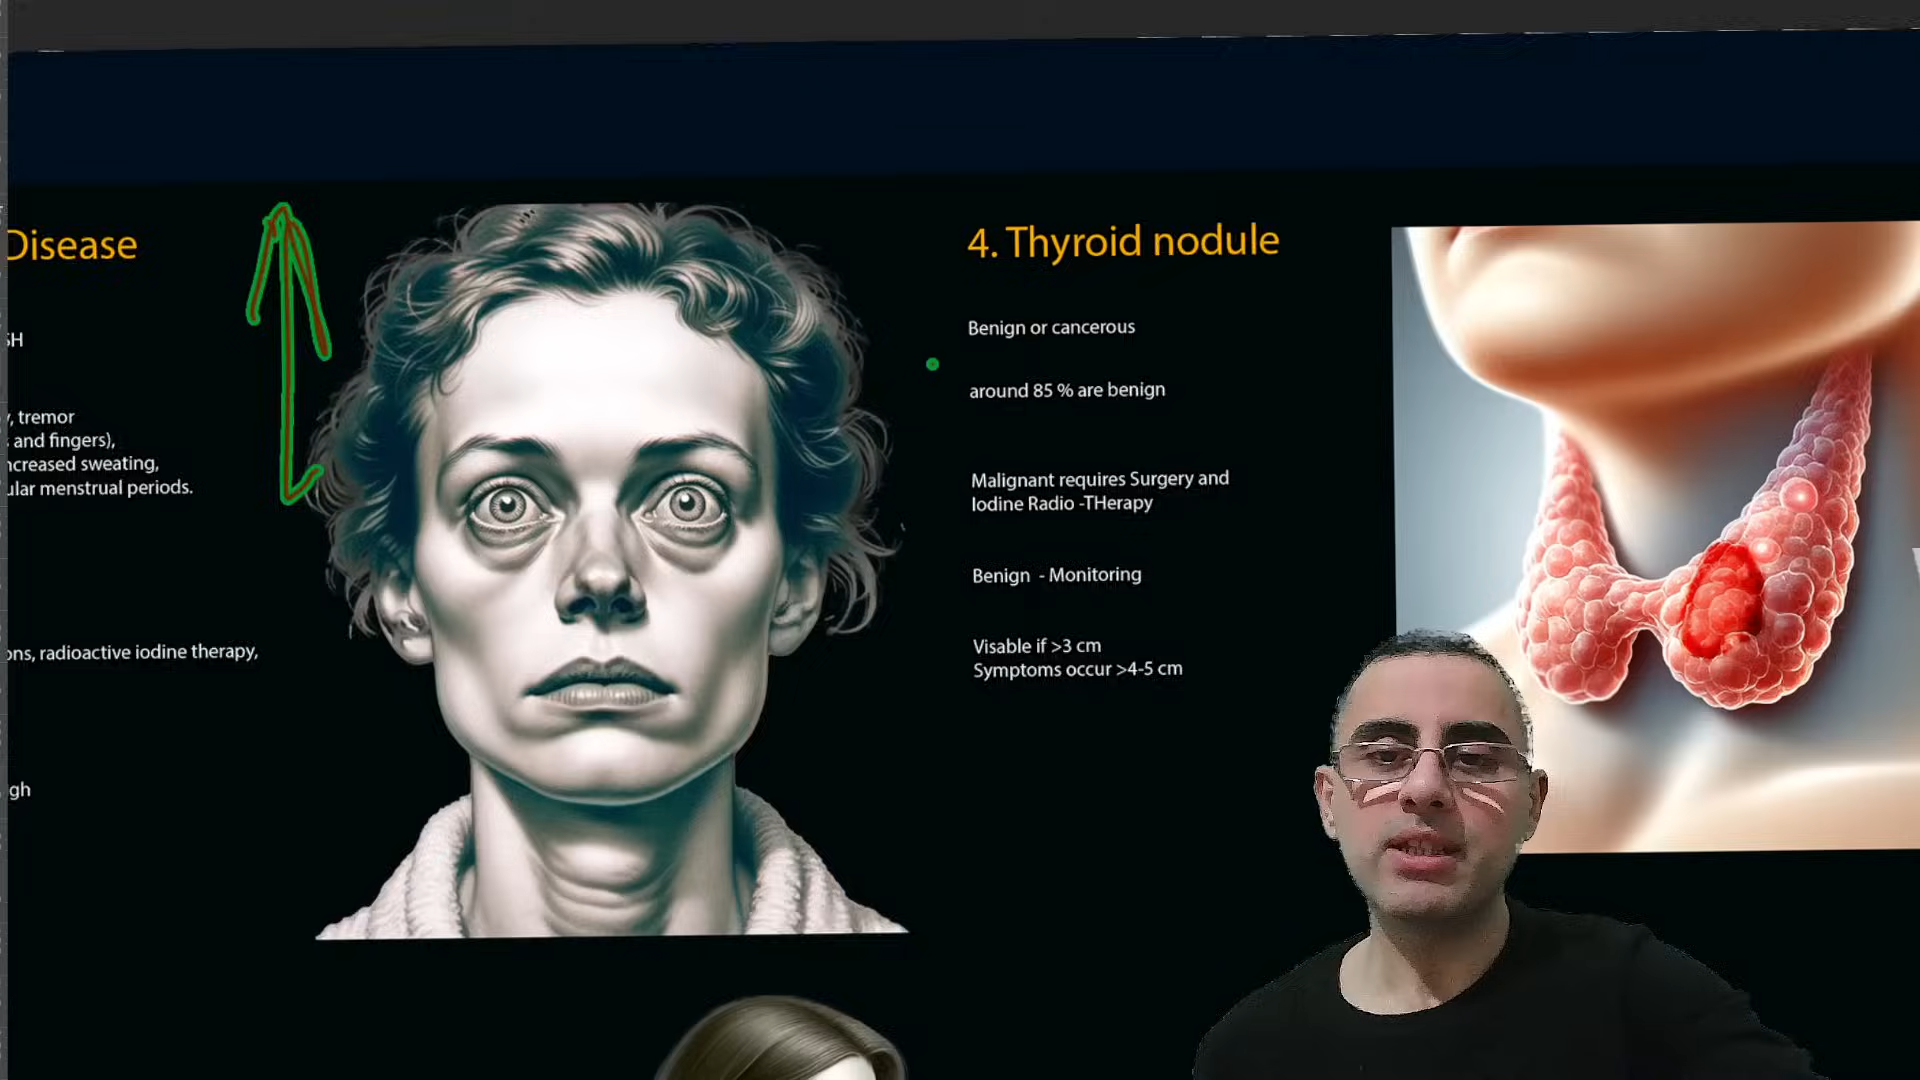 Disease
SH
, tremor
and fingers),
ncreased sweating,
ular menstrual periods.
ons, radioactive iodine therapy,
gh
4. Thyroid nodule
Benign or cancerous
around 85 % are benign
Malignant requires Surgery and
Iodine Radio -THerapy
Benign - Monitoring
Visable if >3 cm
Symptoms occur >4-5 cm